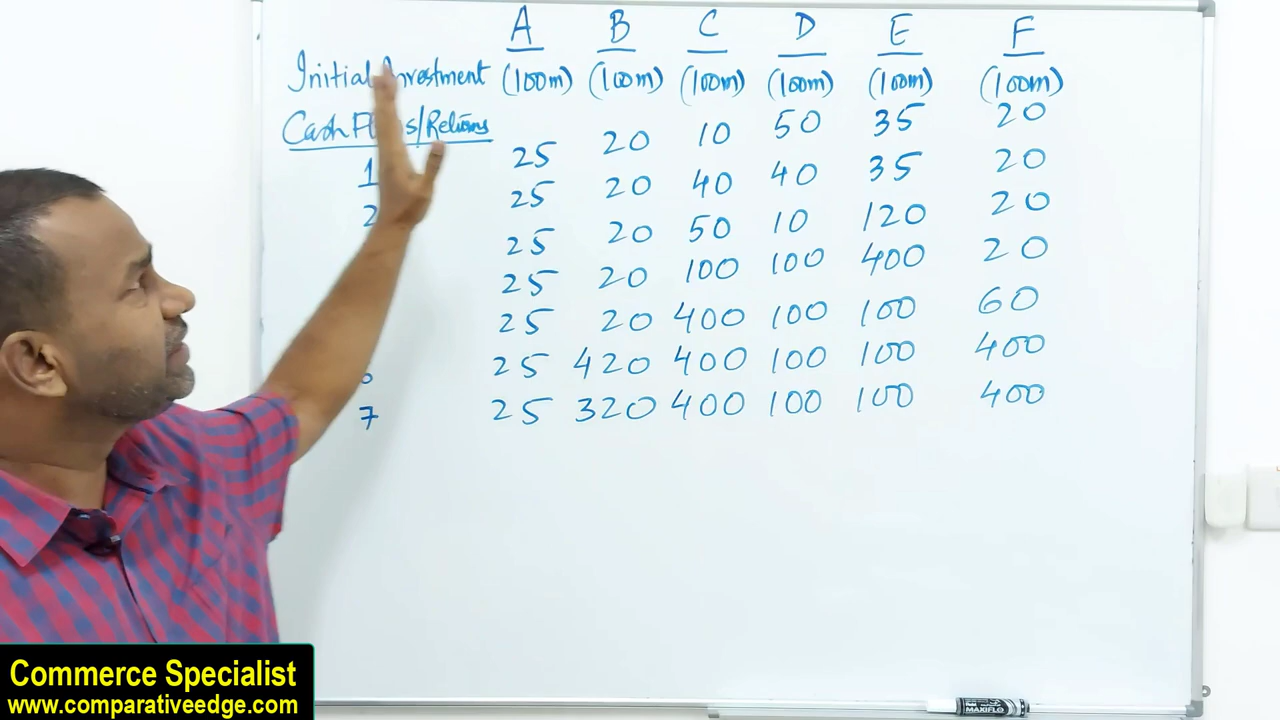 A B C D E F
Initial (100m) (100m) (100m) (100m) (100m) (100m)
Cash
1 25 20 10 50 35 20
2 25 20 40 40 35 20
25 20 50 10 120 20
25 20 100 100 400 20
25 20 400 100 100 60
25 420 400 100 100 400
7 25 320 400 100 100 400
Commerce Specialist
www.comparativeedge.com
MAXIFLO